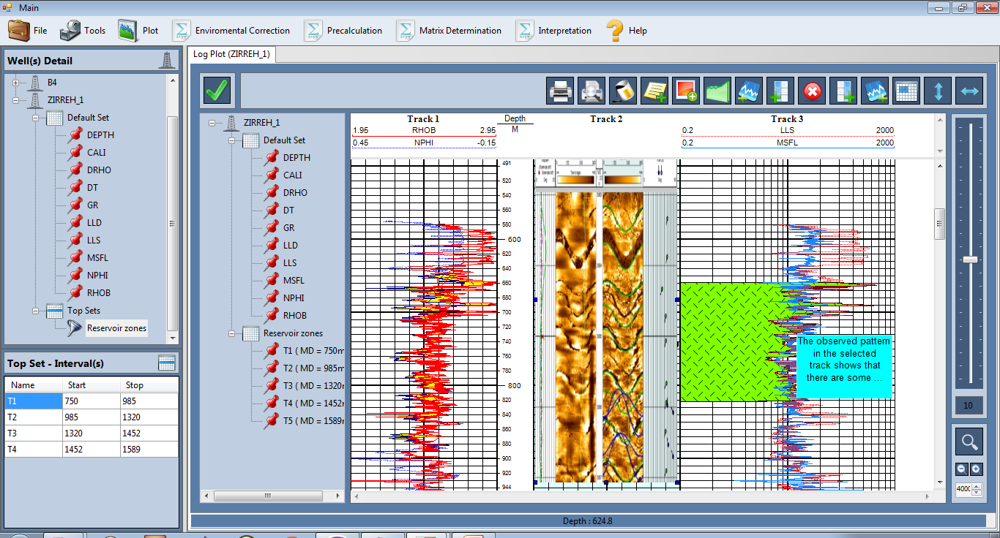 Main
File
Tools
Plot
Enviromental Correction
Precalculation
Matrix Determination
Interpretation
Help
Well(s) Detail
B4
ZIRREH_1
Default Set
DEPTH
CALI
DRHO
DT
GR
LLD
LLS
MSFL
NPHI
RHOB
Top Sets
Reservoir zones
Top Set - Interval(s)
Name Start Stop
T1 750 985
T2 985 1320
T3 1320 1452
T4 1452 1589
Log Plot (ZIRREH_1)
ZIRREH_1
Default Set
DEPTH
CALI
DRHO
DT
GR
LLD
LLS
MSFL
NPHI
RHOB
Reservoir zones
T1 ( MD = 750m
T2 ( MD = 985m
T3 ( MD = 1320
T4 ( MD = 1452
T5 ( MD = 1589
Track 1
1.95 RHOB 2.95
0.45 NPHI -0.15
Depth
M
Track 2
Track 3
0.2 LLS 2000
0.2 MSFL 2000
491
520
540
560
580
600
620
640
660
680
700
720
740
760
780
800
820
840
860
880
900
920
944
The observed pattern
in the selected
track shows that
there are some ...
10
400
Depth : 624.8